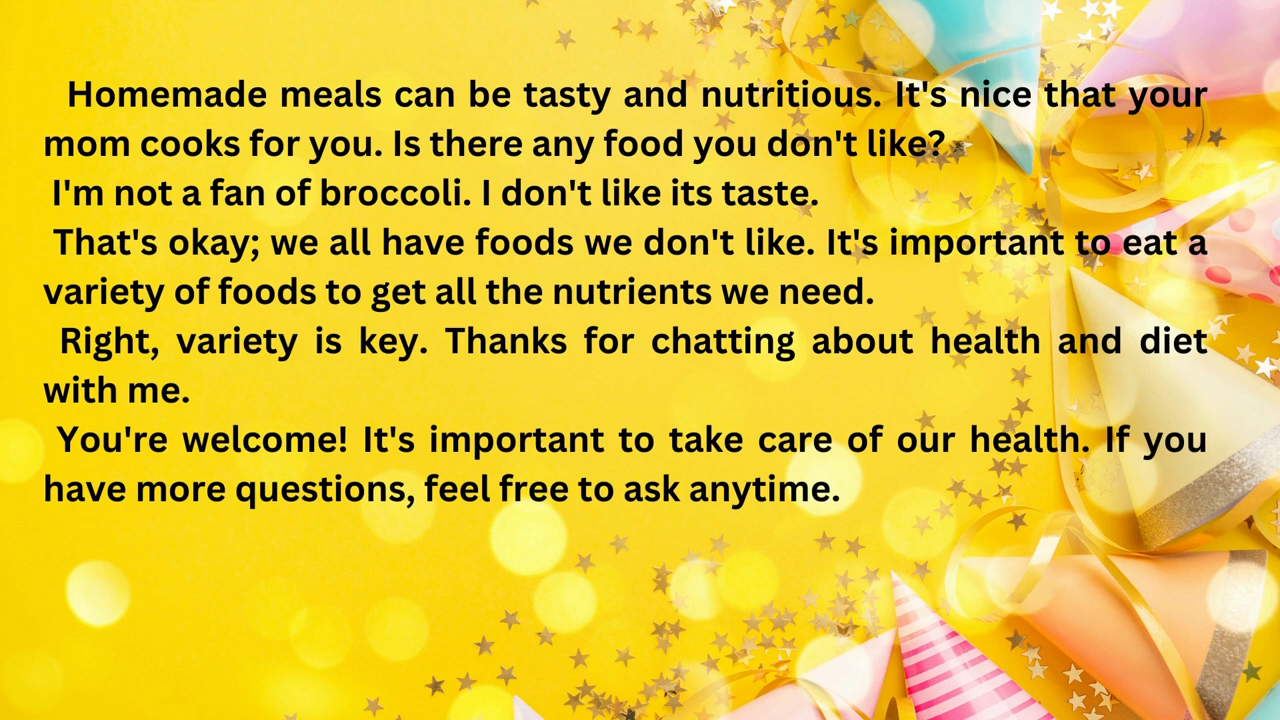 Homemade meals can be tasty and nutritious. It's nice that your
mom cooks for you. Is there any food you don't like?
I'm not a fan of broccoli. I don't like its taste.
That's okay; we all have foods we don't like. It's important to eat a
variety of foods to get all the nutrients we need.
Right, variety is key. Thanks for chatting about health and diet
with me.
You're welcome! It's important to take care of our health. If you
have more questions, feel free to ask anytime.